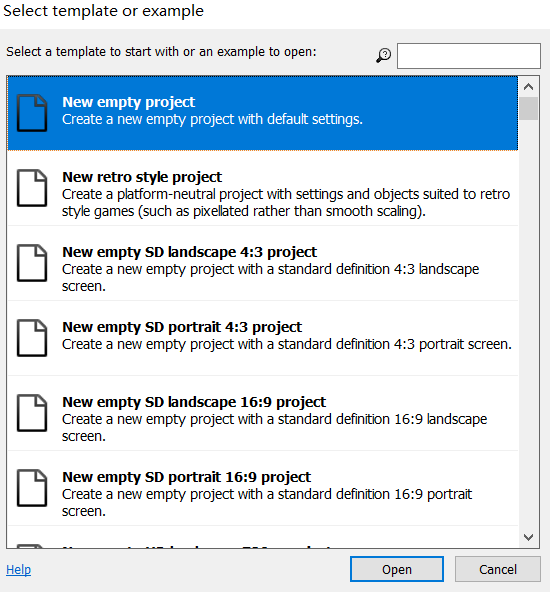 Select template or example
Select a template to start with or an example to open:
New empty project
Create a new empty project with default settings.
New retro style project
Create a platform-neutral project with settings and objects suited to retro
style games (such as pixellated rather than smooth scaling).
New empty SD landscape 4:3 project
Create a new empty project with a standard definition 4:3 landscape
screen.
New empty SD portrait 4:3 project
Create a new empty project with a standard definition 4:3 portrait screen.
New empty SD landscape 16:9 project
Create a new empty project with a standard definition 16:9 landscape
screen.
New empty SD portrait 16:9 project
Create a new empty project with a standard definition 16:9 portrait
screen.
Help
Open
Cancel